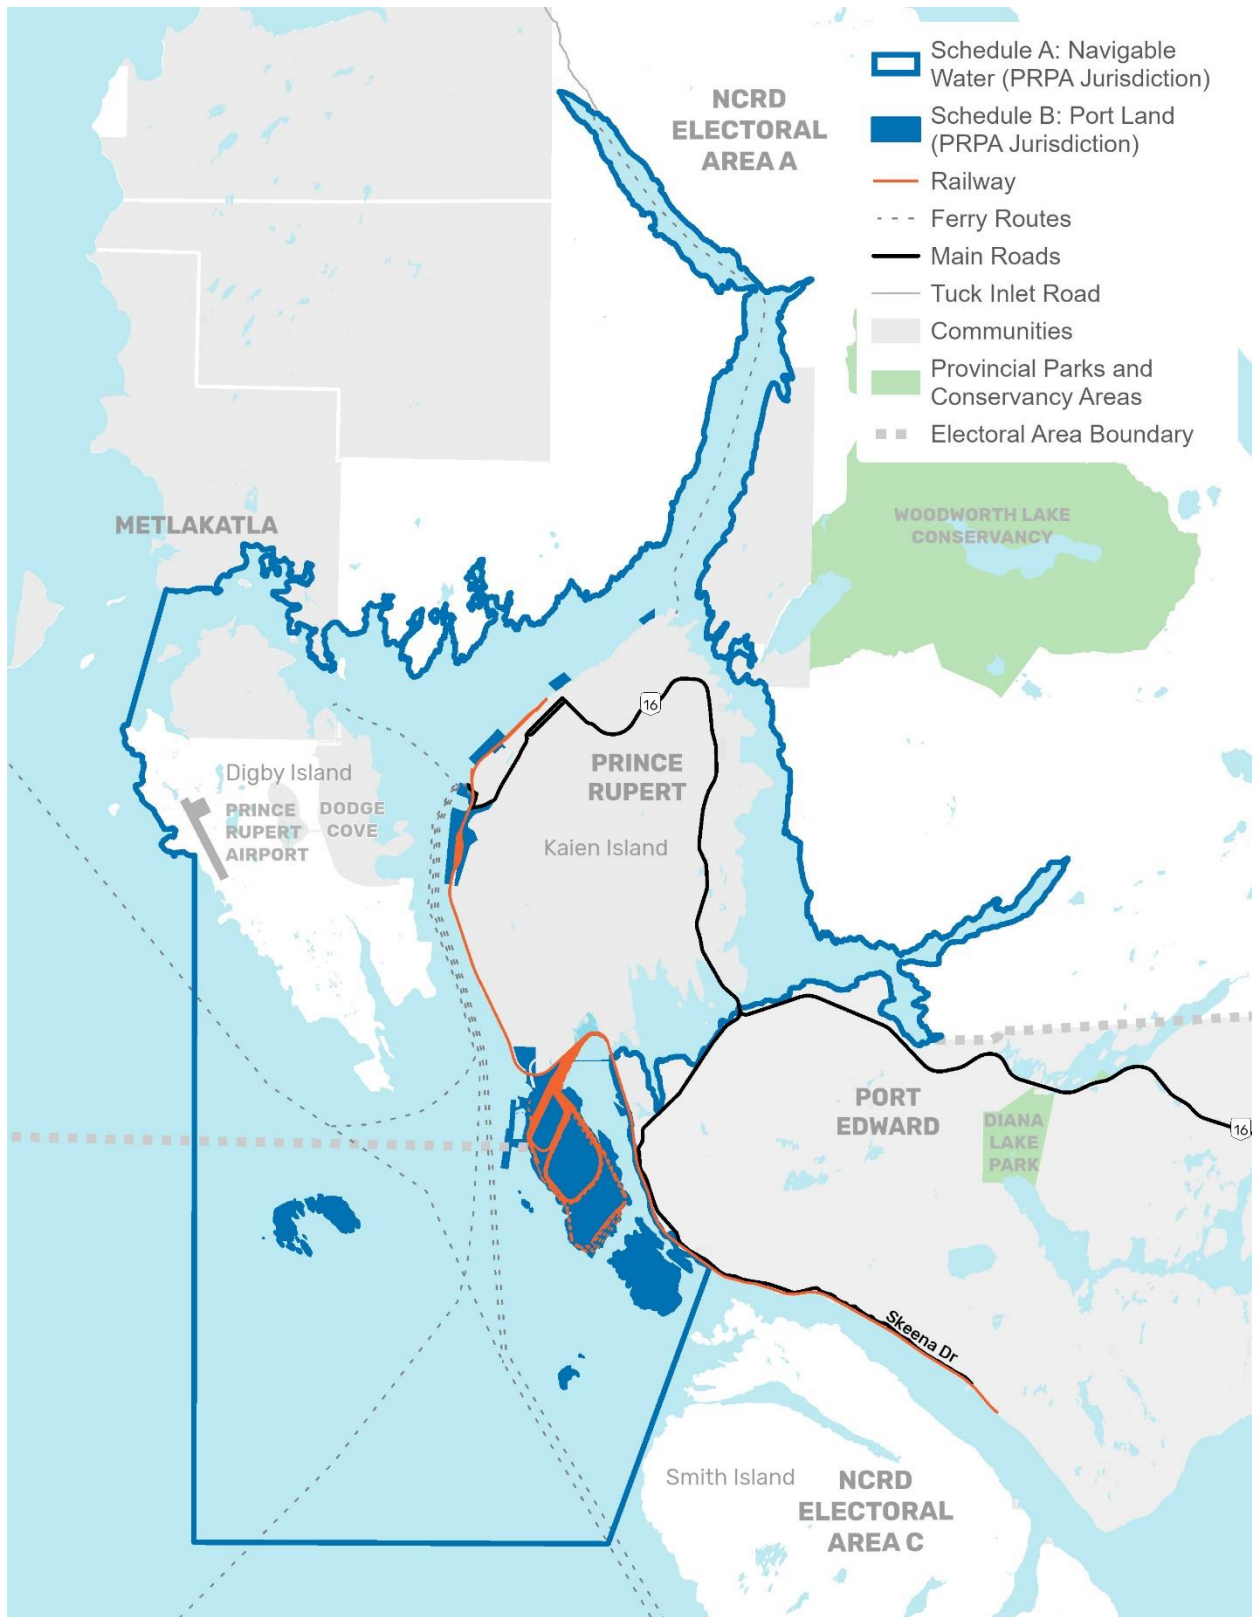 Schedule A: Navigable
Water (PRPA Jurisdiction)
Schedule B: Port Land
(PRPA Jurisdiction)
Railway
Ferry Routes
Main Roads
Tuck Inlet Road
Communities
Provincial Parks and
Conservancy Areas
Electoral Area Boundary
NCRD
ELECTORAL
AREA A
METLAKATLA
WOODWORTH LAKE
CONSERVANCY
16
PRINCE
RUPERT
Digby Island
PRINCE
RUPERT
AIRPORT
DODGE
COVE
Kaien Island
PORT
EDWARD
DIANA
LAKE
PARK
16
Skeena Dr
Smith Island
NCRD
ELECTORAL
AREA C